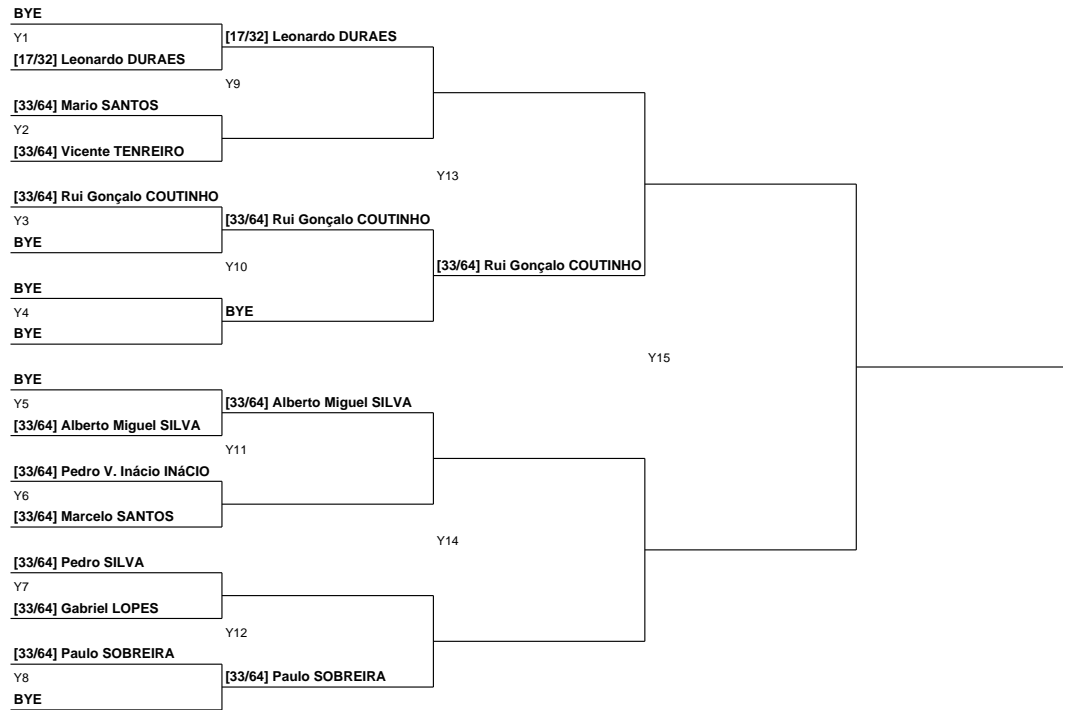 BYE
Y1
[17/32] Leonardo DURAES
[17/32] Leonardo DURAES
Y9
[33/64] Mario SANTOS
Y2
[33/64] Vicente TENREIRO
Y13
[33/64] Rui Gonçalo COUTINHO
Y3
BYE
[33/64] Rui Gonçalo COUTINHO
Y10
[33/64] Rui Gonçalo COUTINHO
BYE
Y4
BYE
BYE
Y15
BYE
Y5
[33/64] Alberto Miguel SILVA
[33/64] Alberto Miguel SILVA
Y11
[33/64] Pedro V. Inácio INáCIO
Y6
[33/64] Marcelo SANTOS
Y14
[33/64] Pedro SILVA
Y7
[33/64] Gabriel LOPES
Y12
[33/64] Paulo SOBREIRA
Y8
BYE
[33/64] Paulo SOBREIRA